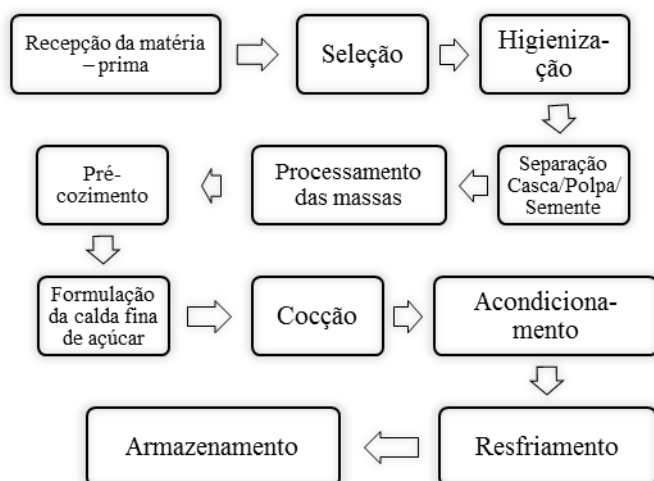 Recepção da matéria
– prima
Seleção
Higieniza-
ção
Separação
Casca/Polpa/
Semente
Processamento
das massas
Pré-
cozimento
Formulação
da calda fina
de açúcar
Cocção
Acondiciona-
mento
Resfriamento
Armazenamento